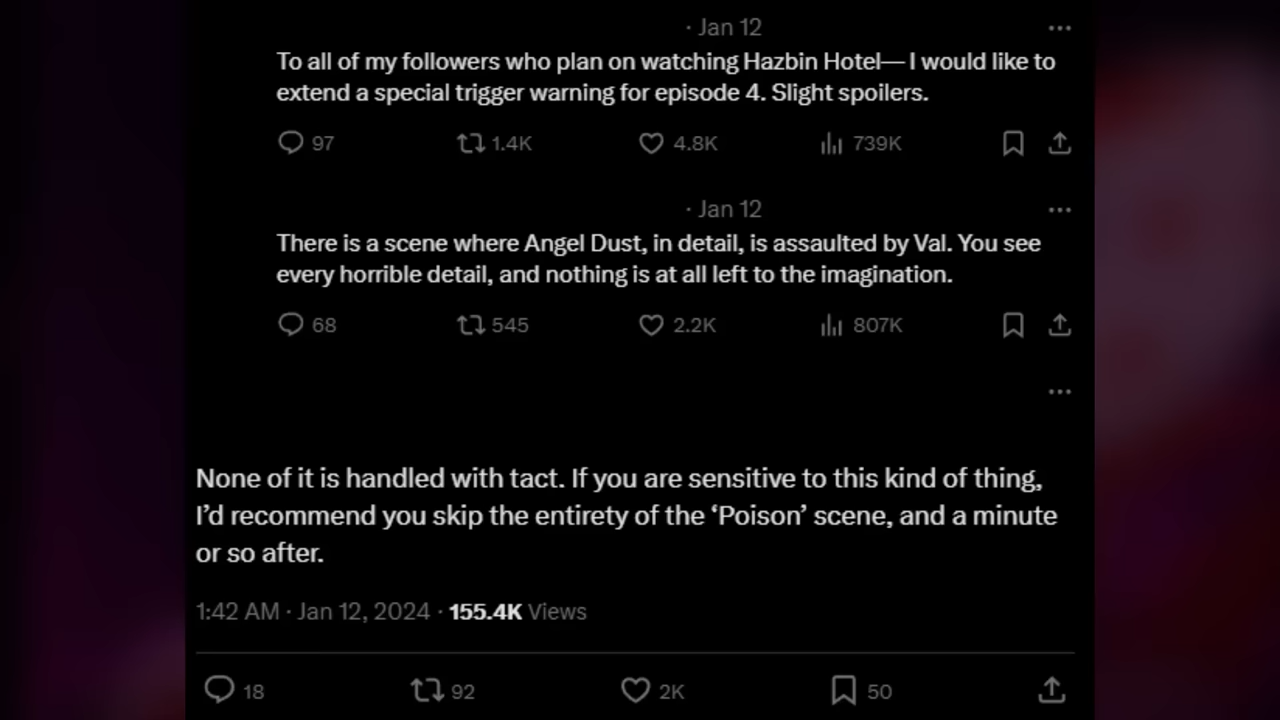 · Jan 12
To all of my followers who plan on watching Hazbin Hotel— I would like to
extend a special trigger warning for episode 4. Slight spoilers.
97 1.4K 4.8K 739K
· Jan 12
There is a scene where Angel Dust, in detail, is assaulted by Val. You see
every horrible detail, and nothing is at all left to the imagination.
68 545 2.2K 807K
None of it is handled with tact. If you are sensitive to this kind of thing,
I’d recommend you skip the entirety of the ‘Poison’ scene, and a minute
or so after.
1:42 AM · Jan 12, 2024 · 155.4K Views
18 92 2K 50